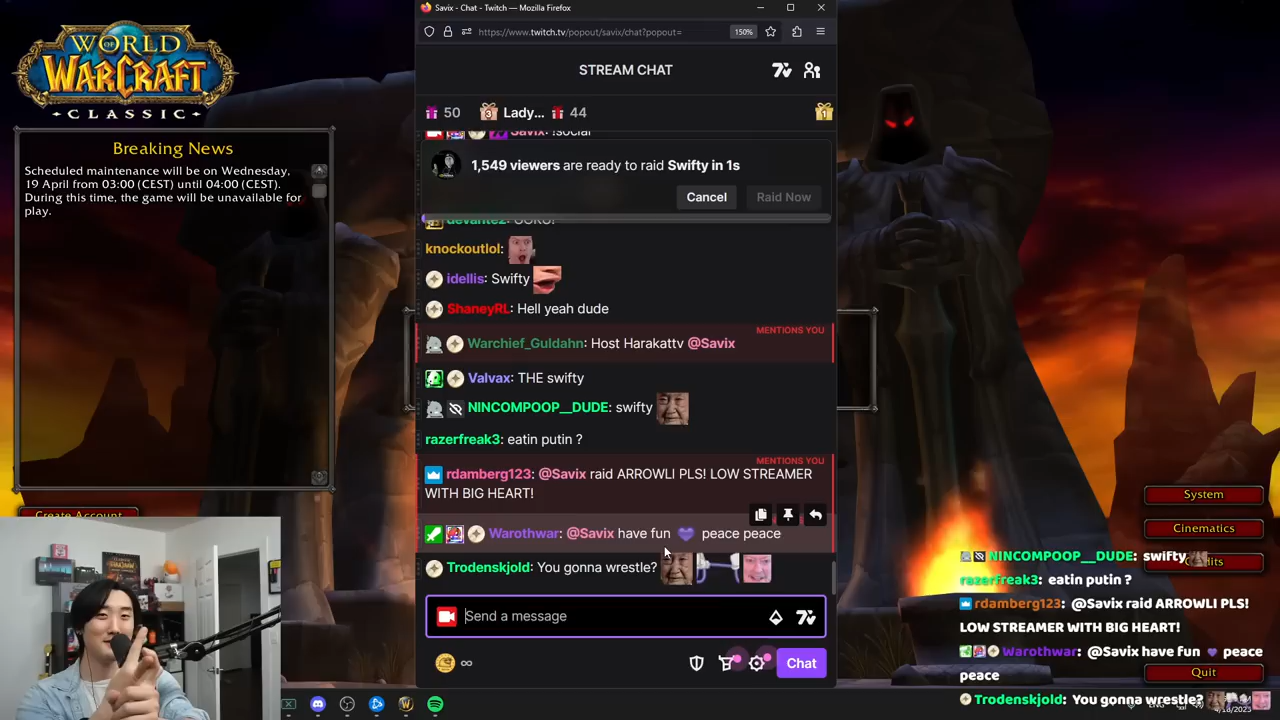 Savix - Chat - Twitch — Mozilla Firefox
https://www.twitch.tv/popout/savix/chat?popout=
150%
WORLD
OF
WARCRAFT
CLASSIC
Breaking News
Scheduled maintenance will be on Wednesday,
19 April from 03:00 (CEST) until 04:00 (CEST).
During this time, the game will be unavailable for
play.
STREAM CHAT
50
3
Lady...
44
1
Savix: !social
1,549 viewers are ready to raid Swifty in 1s
Cancel
Raid Now
knockoutlol:
idellis: Swifty
ShaneyRL: Hell yeah dude
MENTIONS YOU
Warchief_Guldahn: Host Harakattv @Savix
Valvax: THE swifty
NINCOMPOOP__DUDE: swifty
razerfreak3: eatin putin ?
MENTIONS YOU
rdamberg123: @Savix raid ARROWLI PLS! LOW STREAMER
WITH BIG HEART!
Warothwar: @Savix have fun 💜 peace peace
Trodenskjold: You gonna wrestle?
Send a message
Chat
Create Account
System
Cinematics
Quit
NINCOMPOOP__DUDE: swifty
razerfreak3: eatin putin ?
rdamberg123: @Savix raid ARROWLI PLS!
LOW STREAMER WITH BIG HEART!
Warothwar: @Savix have fun 💜 peace
peace
Trodenskjold: You gonna wrestle?
4/18/2023